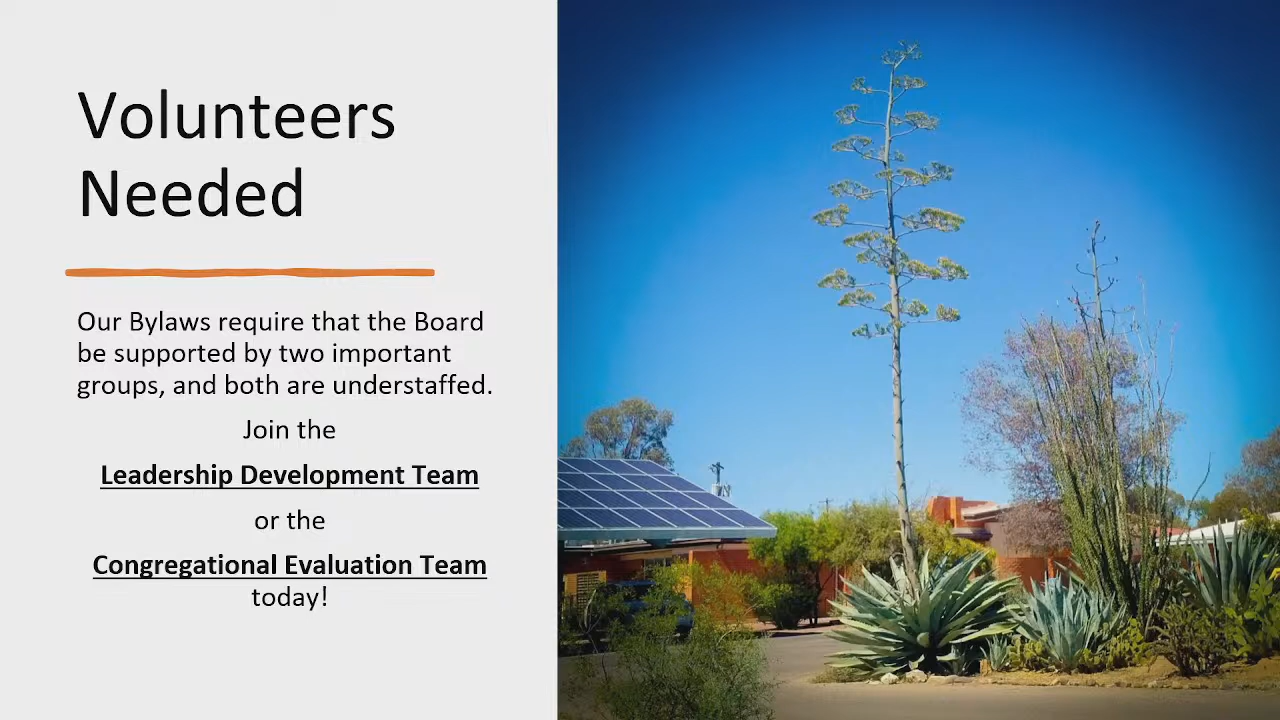 Volunteers
Needed
Our Bylaws require that the Board
be supported by two important
groups, and both are understaffed.
Join the
Leadership Development Team
or the
Congregational Evaluation Team
today!